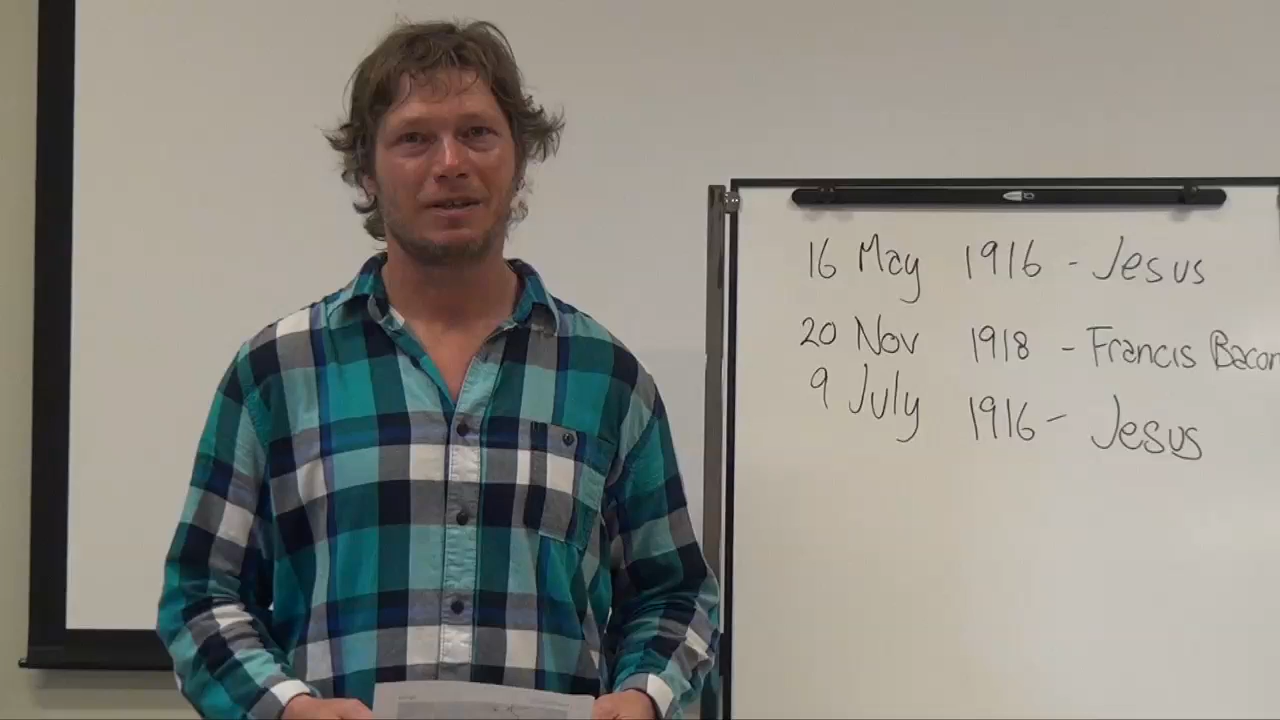 16 May 1916 - Jesus
20 Nov 1918 - Francis Bacon
9 July 1916 - Jesus